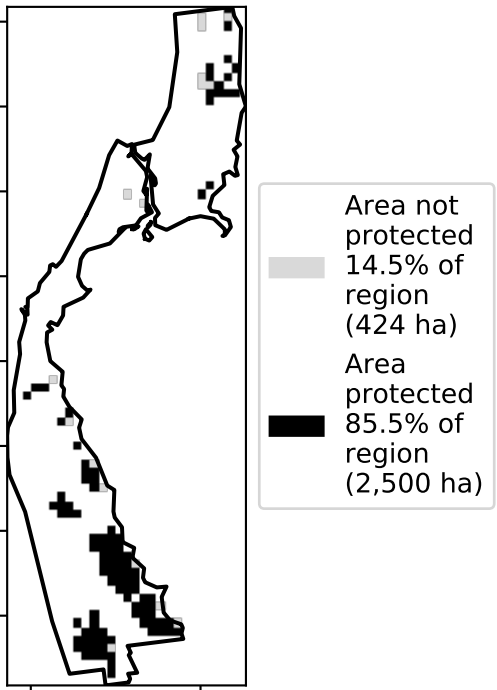 Area not
protected
14.5% of
region
(424 ha)
Area
protected
85.5% of
region
(2,500 ha)